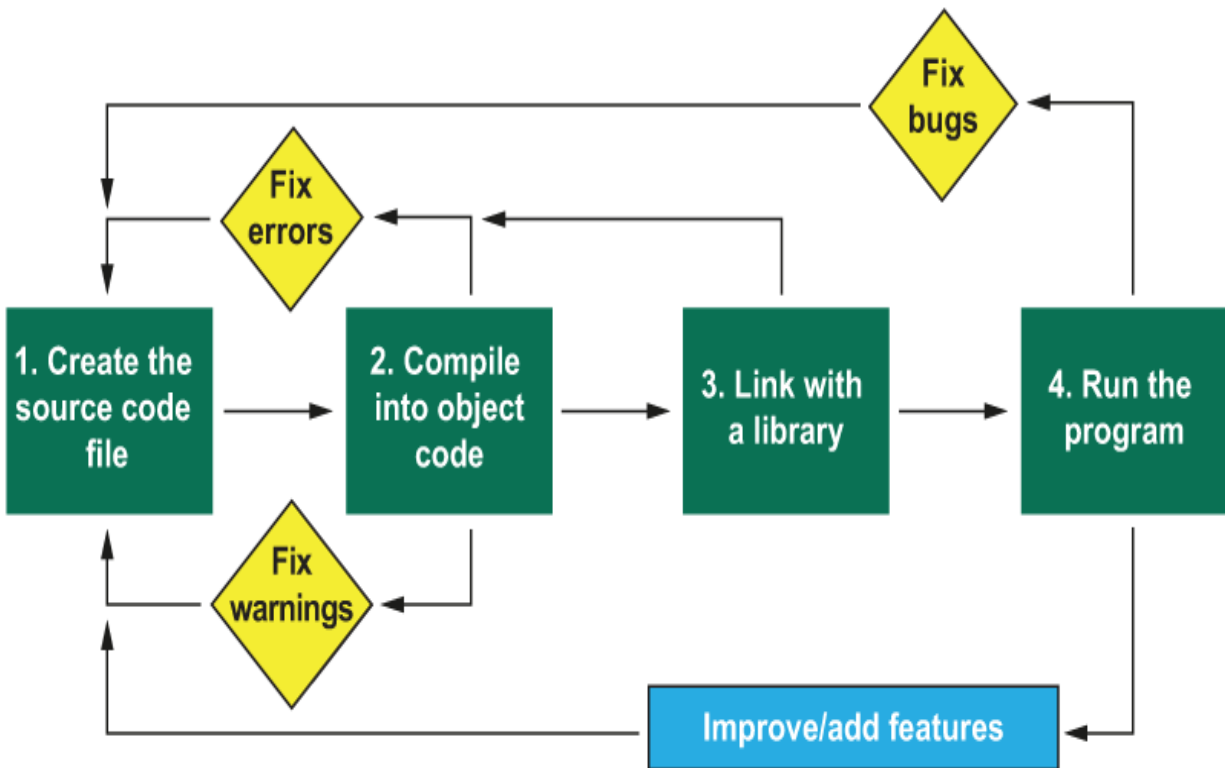 Fix
bugs
Fix
errors
1. Create the
source code
file
2. Compile
into object
code
3. Link with
a library
4. Run the
program
Fix
warnings
Improve/add features